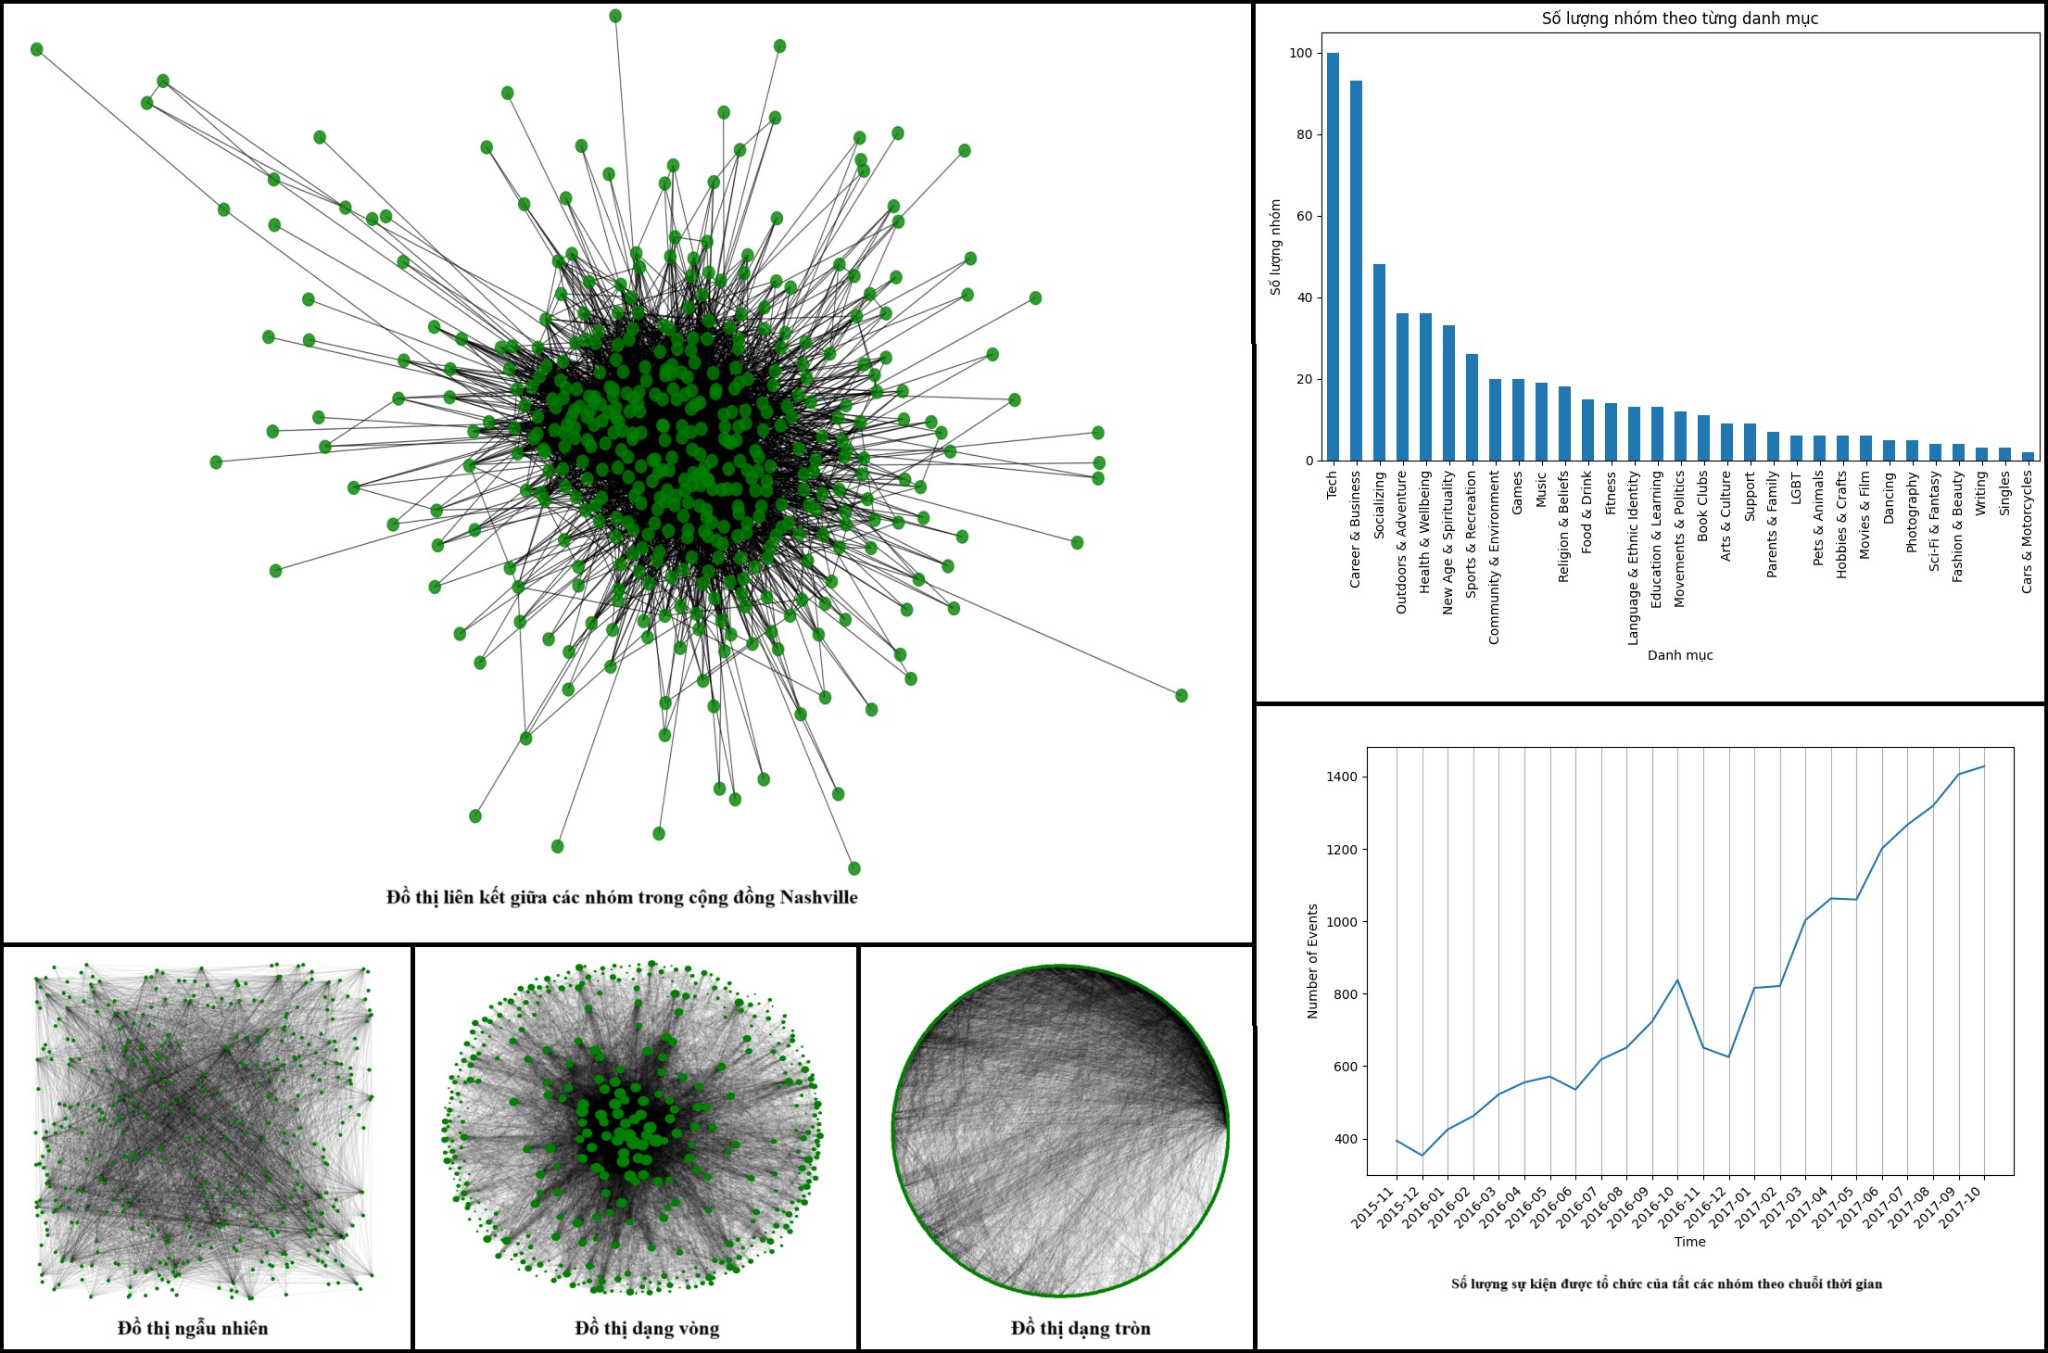 Đồ thị liên kết giữa các nhóm trong cộng đồng Nashville
Đồ thị ngẫu nhiên
Đồ thị dạng vòng
Đồ thị dạng tròn
Số lượng nhóm theo từng danh mục
Số lượng nhóm
100
80
60
40
20
0
Tech
Career & Business
Socializing
Outdoors & Adventure
Health & Wellbeing
New Age & Spirituality
Sports & Recreation
Community & Environment
Games
Music
Religion & Beliefs
Food & Drink
Fitness
Language & Ethnic Identity
Education & Learning
Movements & Politics
Book Clubs
Arts & Culture
Support
Parents & Family
LGBT
Pets & Animals
Hobbies & Crafts
Movies & Film
Dancing
Photography
Sci-Fi & Fantasy
Fashion & Beauty
Writing
Singles
Cars & Motorcycles
Danh mục
Number of Events
1400
1200
1000
800
600
400
2015-11
2015-12
2016-01
2016-02
2016-03
2016-04
2016-05
2016-06
2016-07
2016-08
2016-09
2016-10
2016-11
2016-12
2017-01
2017-02
2017-03
2017-04
2017-05
2017-06
2017-07
2017-08
2017-09
2017-10
Time
Số lượng sự kiện được tổ chức của tất các nhóm theo chuỗi thời gian